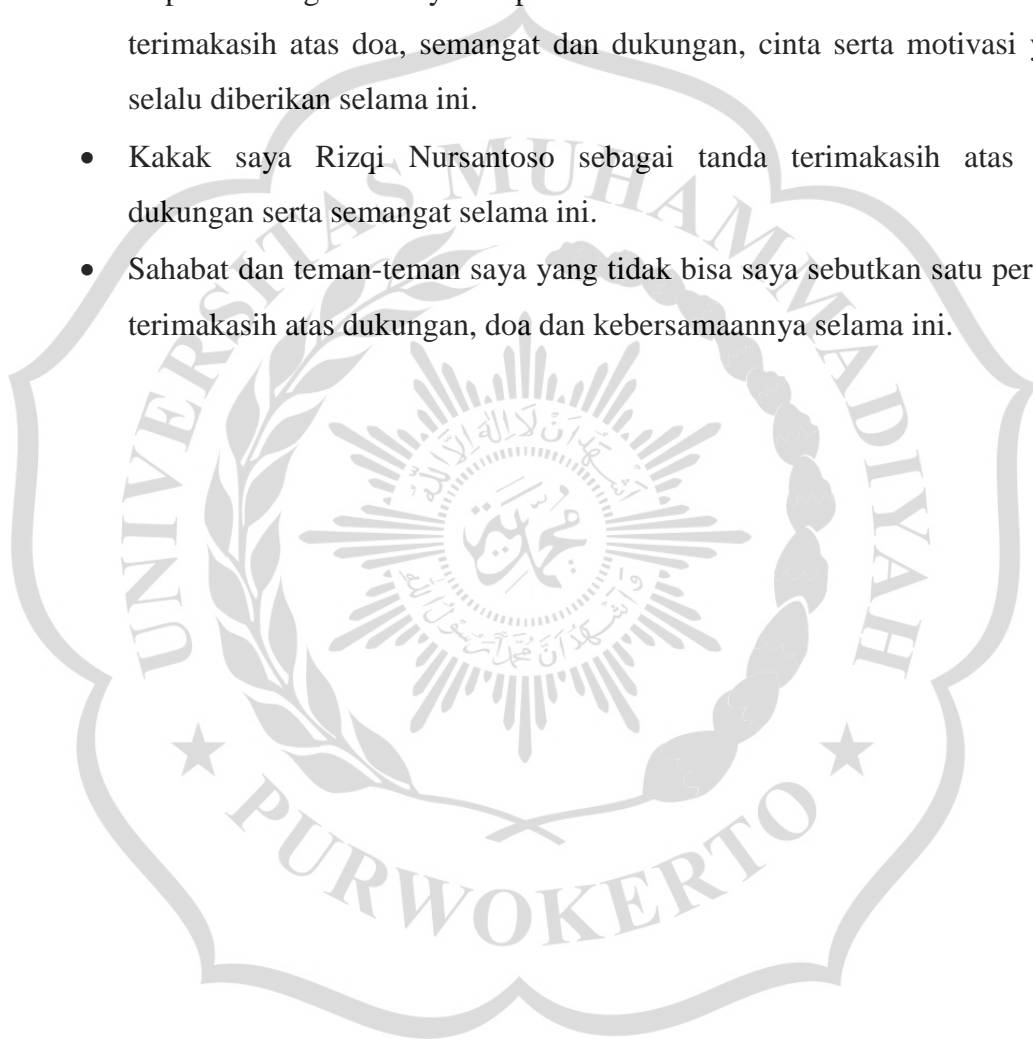 terimakasih atas doa, semangat dan dukungan, cinta serta motivasi
selalu diberikan selama ini.
• Kakak saya Rizqi Nursantoso sebagai tanda terimakasih atas
dukungan serta semangat selama ini.
• Sahabat dan teman-teman saya yang tidak bisa saya sebutkan satu per
terimakasih atas dukungan, doa dan kebersamaannya selama ini.
UNIVERSITAS MUHAMMADIYAH
PURWOKERTO